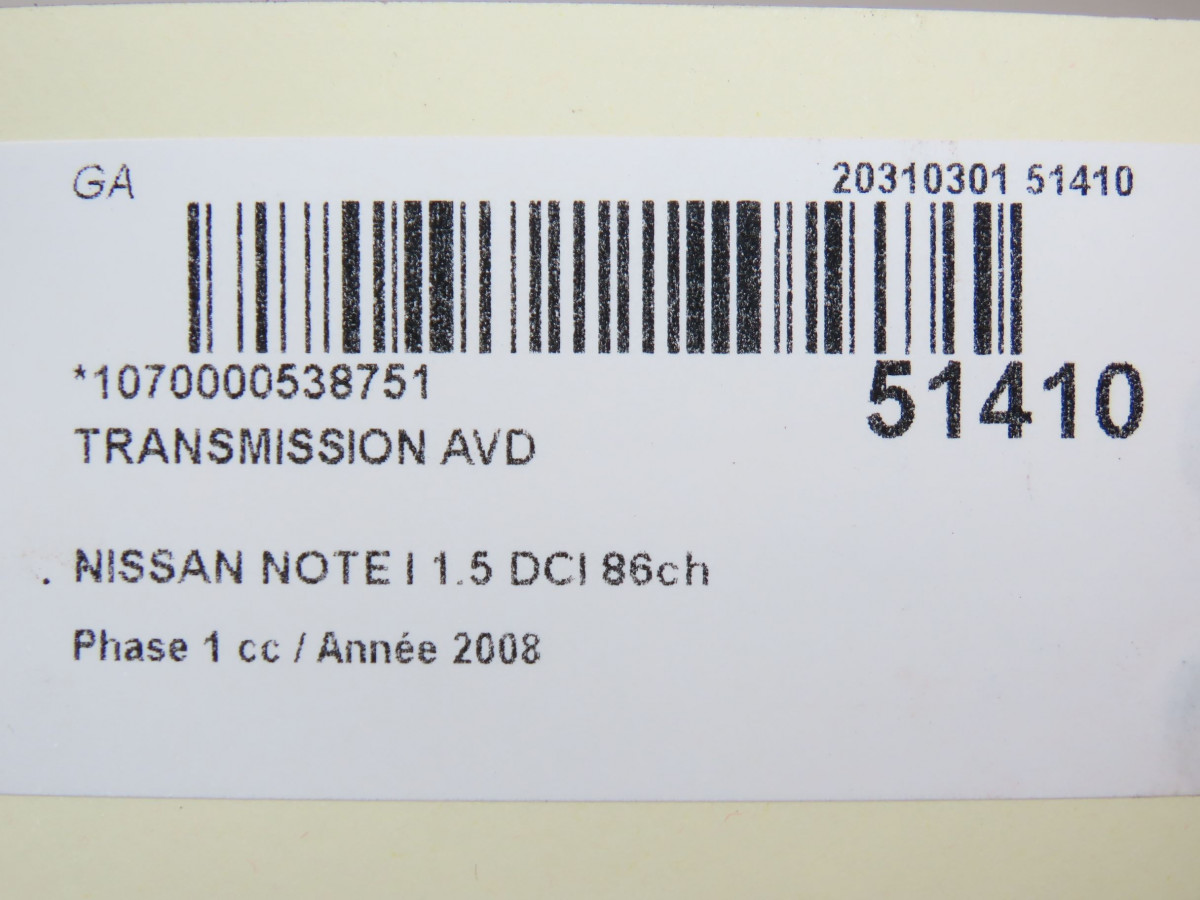 GA 20310301 51410
*1070000538751 51410
TRANSMISSION AVD
. NISSAN NOTE I 1.5 DCI 86ch
Phase 1 cc / Année 2008